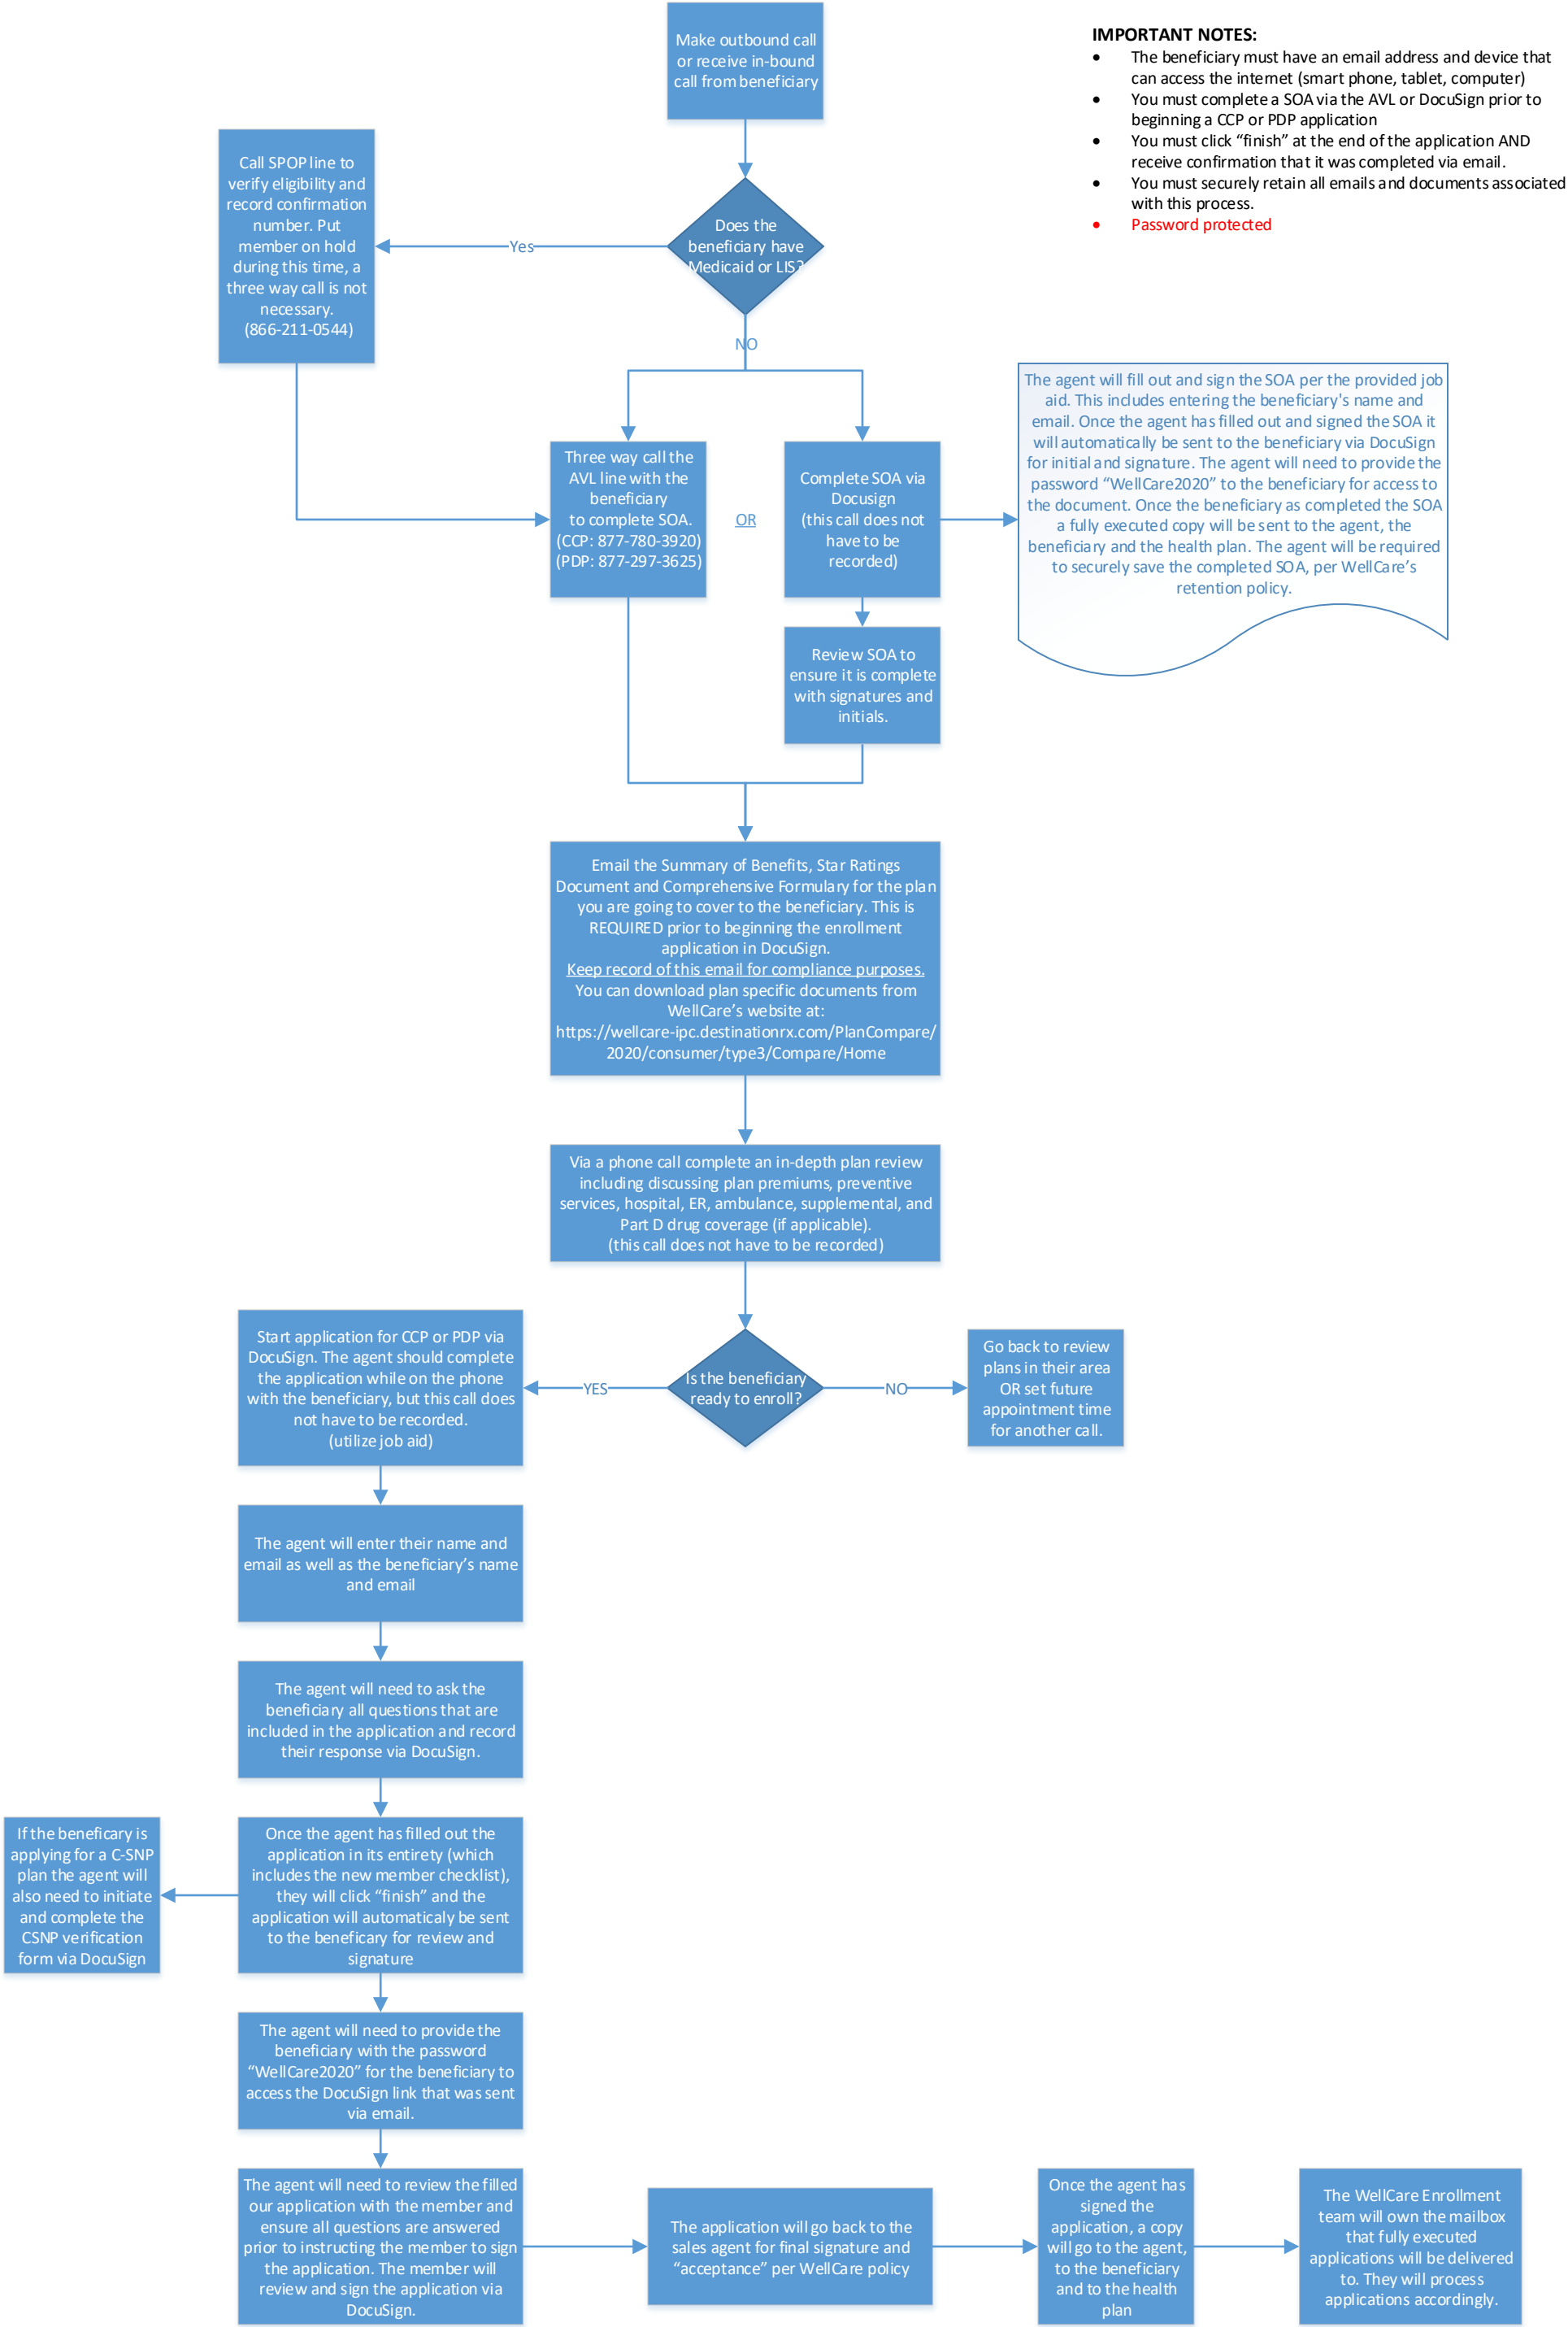 Make outbound call
or receive in-bound
call from beneficiary
IMPORTANT NOTES:
• The beneficiary must have an email address and device that
can access the internet (smart phone, tablet, computer)
• You must complete a SOA via the AVL or DocuSign prior to
beginning a CCP or PDP application
• You must click “finish” at the end of the application AND
receive confirmation that it was completed via email.
• You must securely retain all emails and documents associated
with this process.
• Password protected
Does the
beneficiary have
Medicaid or LIS?
Yes
Call SPOP line to
verify eligibility and
record confirmation
number. Put
member on hold
during this time, a
three way call is not
necessary.
(866-211-0544)
NO
Three way call the
AVL line with the
beneficiary
to complete SOA.
(CCP: 877-780-3920)
(PDP: 877-297-3625)
OR
Complete SOA via
Docusign
(this call does not
have to be
recorded)
The agent will fill out and sign the SOA per the provided job
aid. This includes entering the beneficiary's name and
email. Once the agent has filled out and signed the SOA it
will automatically be sent to the beneficiary via DocuSign
for initial and signature. The agent will need to provide the
password “WellCare2020” to the beneficiary for access to
the document. Once the beneficiary as completed the SOA
a fully executed copy will be sent to the agent, the
beneficiary and the health plan. The agent will be required
to securely save the completed SOA, per WellCare’s
retention policy.
Review SOA to
ensure it is complete
with signatures and
initials.
Email the Summary of Benefits, Star Ratings
Document and Comprehensive Formulary for the plan
you are going to cover to the beneficiary. This is
REQUIRED prior to beginning the enrollment
application in DocuSign.
Keep record of this email for compliance purposes.
You can download plan specific documents from
WellCare’s website at:
https://wellcare-ipc.destinationrx.com/PlanCompare/
2020/consumer/type3/Compare/Home
Via a phone call complete an in-depth plan review
including discussing plan premiums, preventive
services, hospital, ER, ambulance, supplemental, and
Part D drug coverage (if applicable).
(this call does not have to be recorded)
Is the beneficiary
ready to enroll?
YES
NO
Go back to review
plans in their area
OR set future
appointment time
for another call.
Start application for CCP or PDP via
DocuSign. The agent should complete
the application while on the phone
with the beneficiary, but this call does
not have to be recorded.
(utilize job aid)
The agent will enter their name and
email as well as the beneficiary’s name
and email
The agent will need to ask the
beneficiary all questions that are
included in the application and record
their response via DocuSign.
Once the agent has filled out the
application in its entirety (which
includes the new member checklist),
they will click “finish” and the
application will automaticaly be sent
to the beneficary for review and
signature
If the beneficary is
applying for a C-SNP
plan the agent will
also need to initiate
and complete the
CSNP verification
form via DocuSign
The agent will need to provide the
beneficiary with the password
“WellCare2020” for the beneficiary to
access the DocuSign link that was sent
via email.
The agent will need to review the filled
our application with the member and
ensure all questions are answered
prior to instructing the member to sign
the application. The member will
review and sign the application via
DocuSign.
The application will go back to the
sales agent for final signature and
“acceptance” per WellCare policy
Once the agent has
signed the
application, a copy
will go to the agent,
to the beneficiary
and to the health
plan
The WellCare Enrollment
team will own the mailbox
that fully executed
applications will be delivered
to. They will process
applications accordingly.